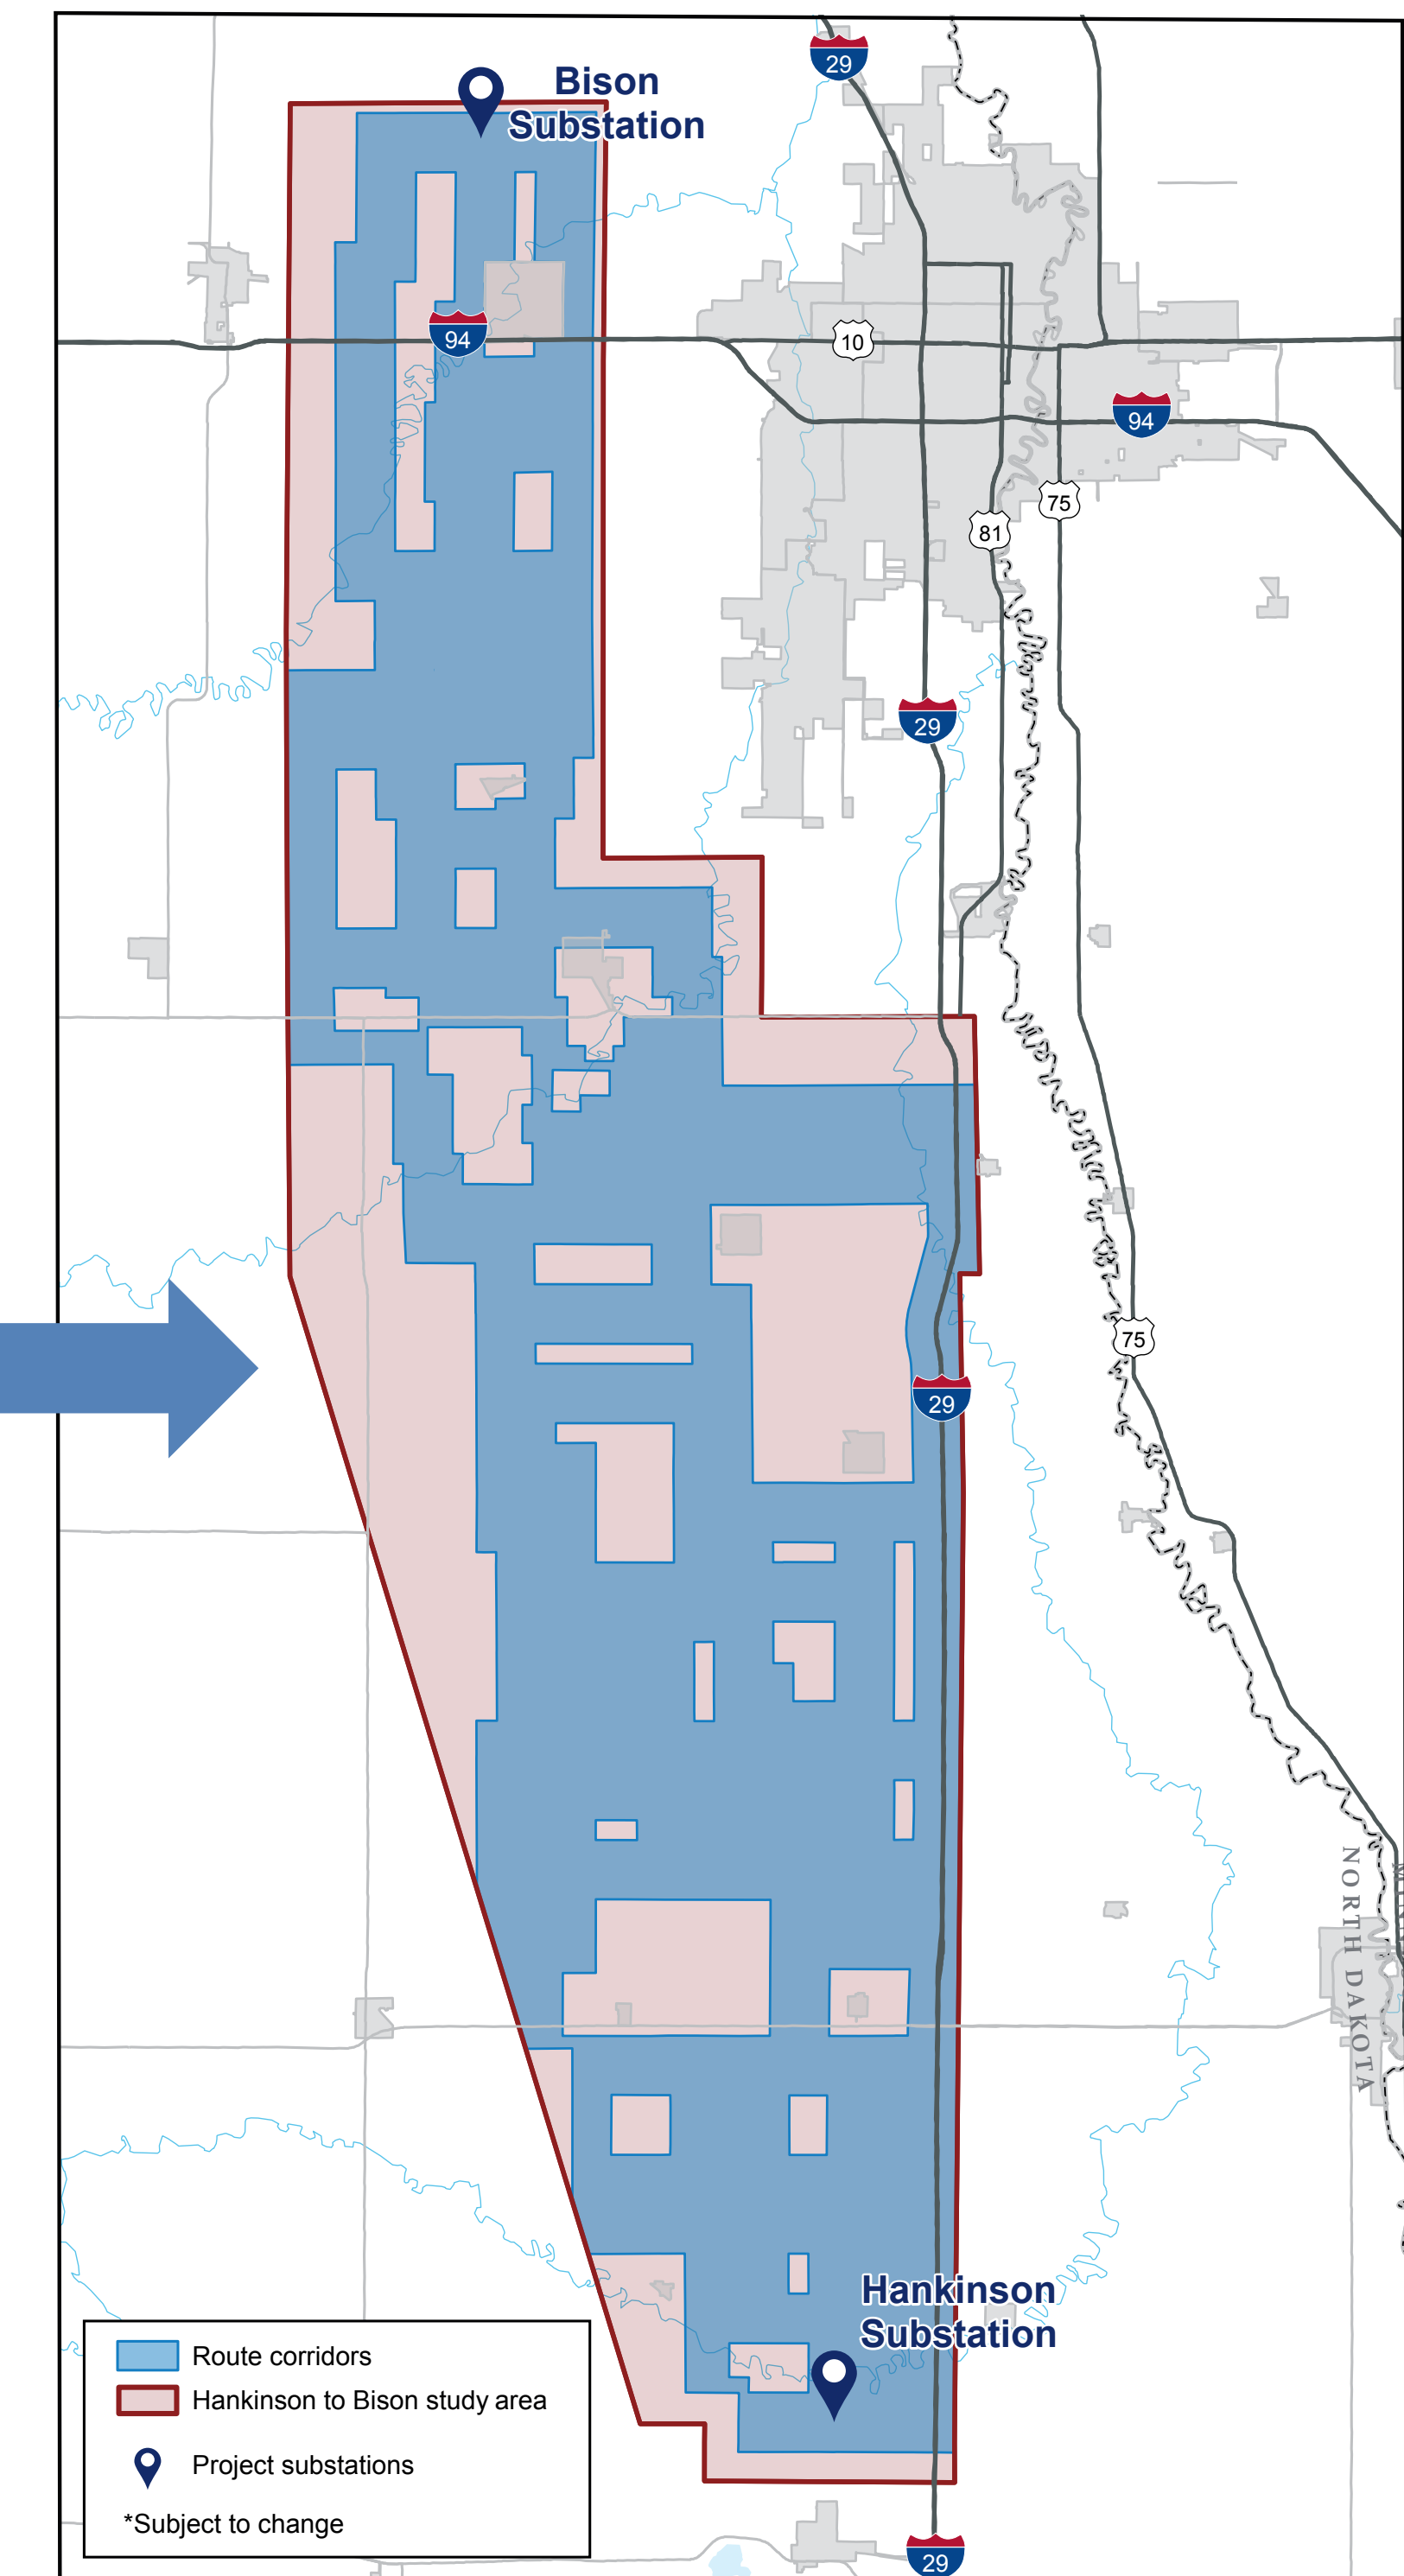 29
Bison
Substation
94
10
94
75
81
29
75
29
NORTH DAKOTA
Hankinson
Substation
Route corridors
Hankinson to Bison study area
Project substations
*Subject to change
29